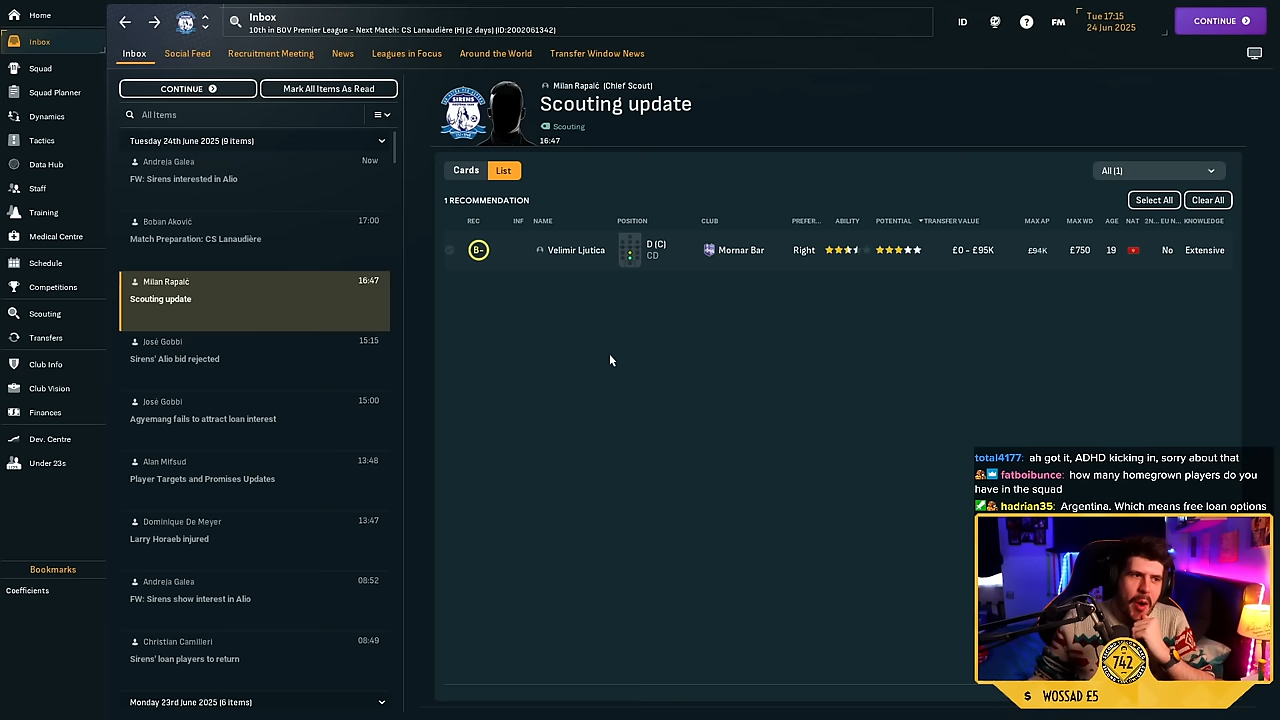 Home
Inbox
Squad
Squad Planner
Dynamics
Tactics
Data Hub
Staff
Training
Medical Centre
Schedule
Competitions
Scouting
Transfers
Club Info
Club Vision
Finances
Dev. Centre
Under 23s
Bookmarks
Coefficients
Inbox
10th in BOV Premier League - Next Match: CS Lanaudière (H) (2 days) (ID:2002061342)
ID
FM
Tue 17:15
24 Jun 2025
CONTINUE
Inbox
Social Feed
Recruitment Meeting
News
Leagues in Focus
Around the World
Transfer Window News
CONTINUE
Mark All Items As Read
All Items
Tuesday 24th June 2025 (9 items)
Andreja Galea Now
FW: Sirens interested in Alio
Boban Aković 17:00
Match Preparation: CS Lanaudière
Milan Rapaić 16:47
Scouting update
José Gobbi 15:15
Sirens' Alio bid rejected
José Gobbi 15:00
Agyemang fails to attract loan interest
Alan Mifsud 13:48
Player Targets and Promises Updates
Dominique De Meyer 13:47
Larry Horaeb injured
Andreja Galea 08:52
FW: Sirens show interest in Alio
Christian Camilleri 08:49
Sirens' loan players to return
Monday 23rd June 2025 (6 items)
SIRENS
Milan Rapaić (Chief Scout)
Scouting update
Scouting
16:47
Cards
List
All (1)
1 RECOMMENDATION
Select All
Clear All
REC INF NAME POSITION CLUB PREFER... ABILITY POTENTIAL TRANSFER VALUE MAX AP MAX WD AGE NAT 2N... EU N... KNOWLEDGE
B- Velimir Ljutica D (C) Mornar Bar Right £0 - £95K £94K £750 19 No Extensive
CD
total4177: ah got it, ADHD kicking in, sorry about that
fatboibunce: how many homegrown players do you
have in the squad
hadrian35: Argentina. Which means free loan options
742
$ WOSSAD £5